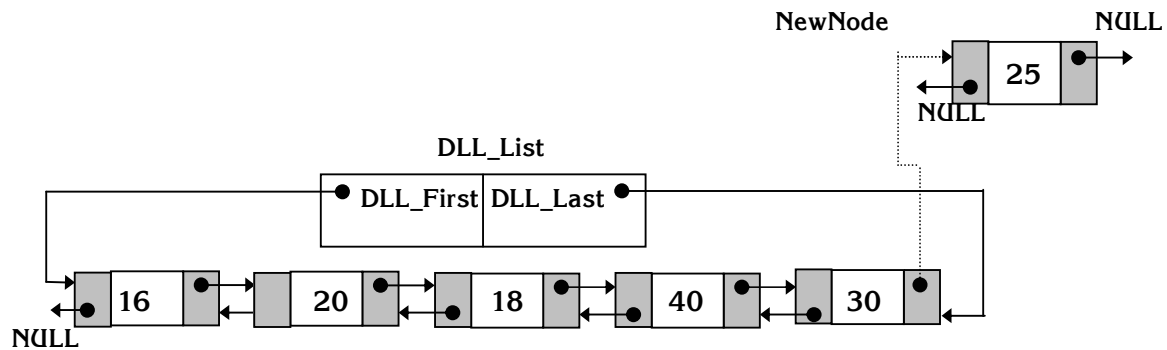 NewNode
NULL
25
NULL
DLL_List
DLL_First
DLL_Last
16
20
18
40
30
NULL